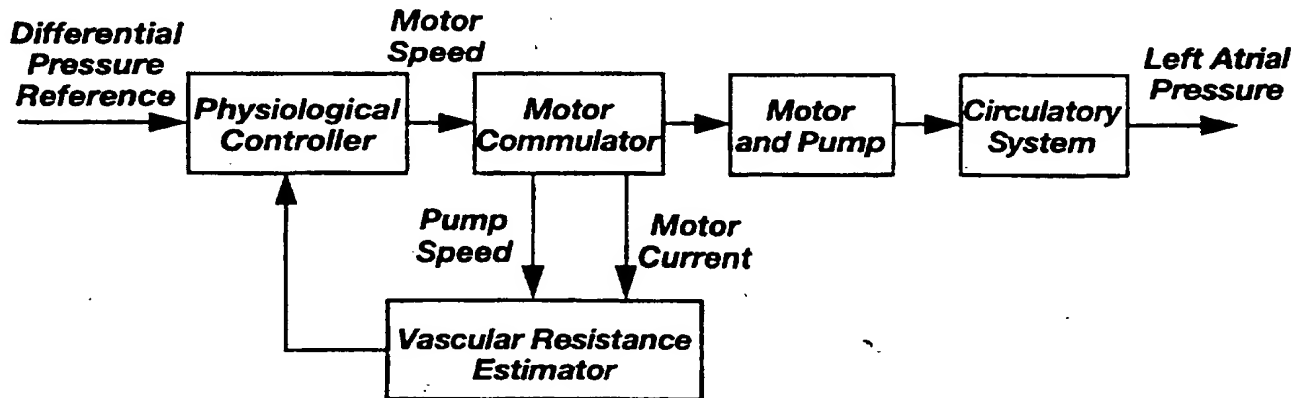 Differential
Pressure
Reference
Physiological
Controller
Motor
Speed
Motor
Commulator
Motor
and Pump
Circulatory
System
Left Atrial
Pressure
Pump
Speed
Motor
Current
Vascular Resistance
Estimator